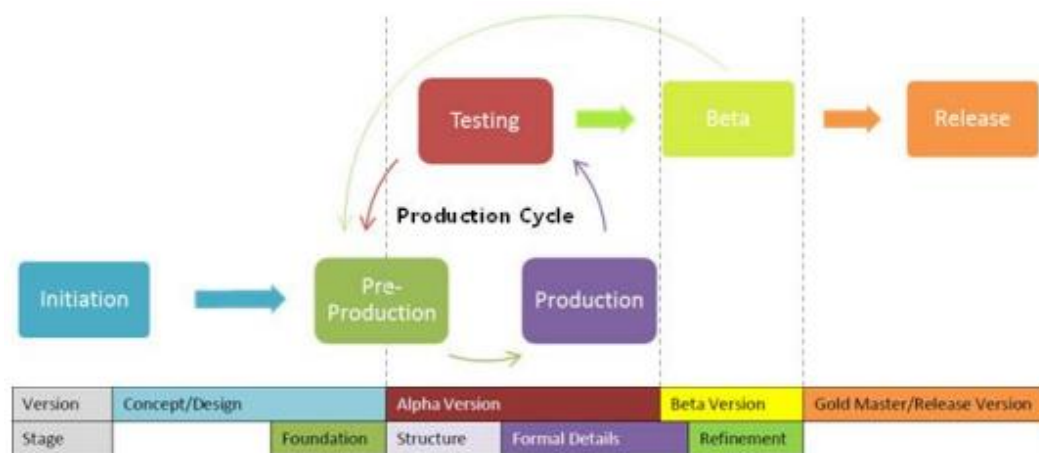 Testing
Beta
Release
Production Cycle
Initiation
Pre-
Production
Production
Version
Concept/Design
Alpha Version
Beta Version
Gold Master/Release Version
Stage
Foundation
Structure
Formal Details
Refinement